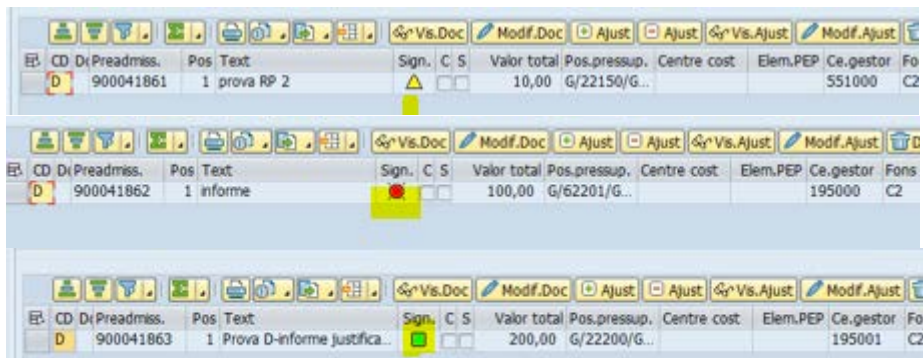 Vis.Doc Modif.Doc Ajust Ajust Vis.Ajust Modif.Ajust
CD Preadmiss. Pos Text Sign. C S Valor total Pos.pressup. Centre cost Elem.PEP Ce.gestor Fo
D 900041861 1 prova RP 2 10,00 G/22150/G... 551000 C2
Vis.Doc Modif.Doc Ajust Ajust Vis.Ajust Modif.Ajust D
CD D( Preadmiss. Pos Text Sign. C S Valor total Pos.pressup. Centre cost Elem.PEP Ce.gestor Fons
D 900041862 1 informe 100,00 G/62201/G... 195000 C2
Vis.Doc Modif.Doc Ajust Ajust Vis.Ajust Modif.Ajust
CD D( Preadmiss. Pos Text Sign. C S Valor total Pos.pressup. Centre cost Elem.PEP Ce.gestor Fo
D 900041863 1 Prova D-informe justifica... 200,00 G/22200/G... 195001 C2